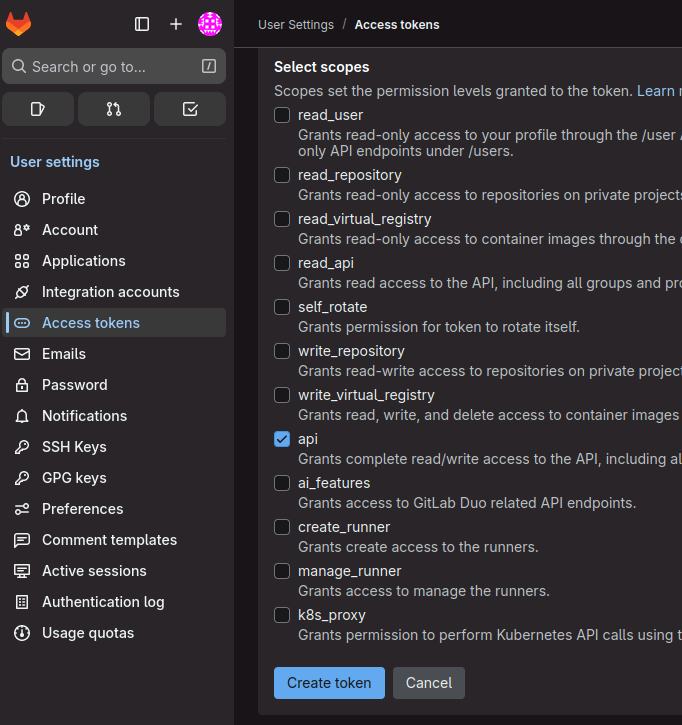 User Settings / Access tokens
Search or go to... /
User settings
Profile
Account
Applications
Integration accounts
Access tokens
Emails
Password
Notifications
SSH Keys
GPG keys
Preferences
Comment templates
Active sessions
Authentication log
Usage quotas
Select scopes
Scopes set the permission levels granted to the token. Learn
read_user
Grants read-only access to your profile through the /user
only API endpoints under /users.
read_repository
Grants read-only access to repositories on private projects
read_virtual_registry
Grants read-only access to container images through the
read_api
Grants read access to the API, including all groups and
self_rotate
Grants permission for token to rotate itself.
write_repository
Grants read-write access to repositories on private project
write_virtual_registry
Grants read, write, and delete access to container images
api
Grants complete read/write access to the API, including
ai_features
Grants access to GitLab Duo related API endpoints.
create_runner
Grants create access to the runners.
manage_runner
Grants access to manage the runners.
k8s_proxy
Grants permission to perform Kubernetes API calls using
Create token
Cancel